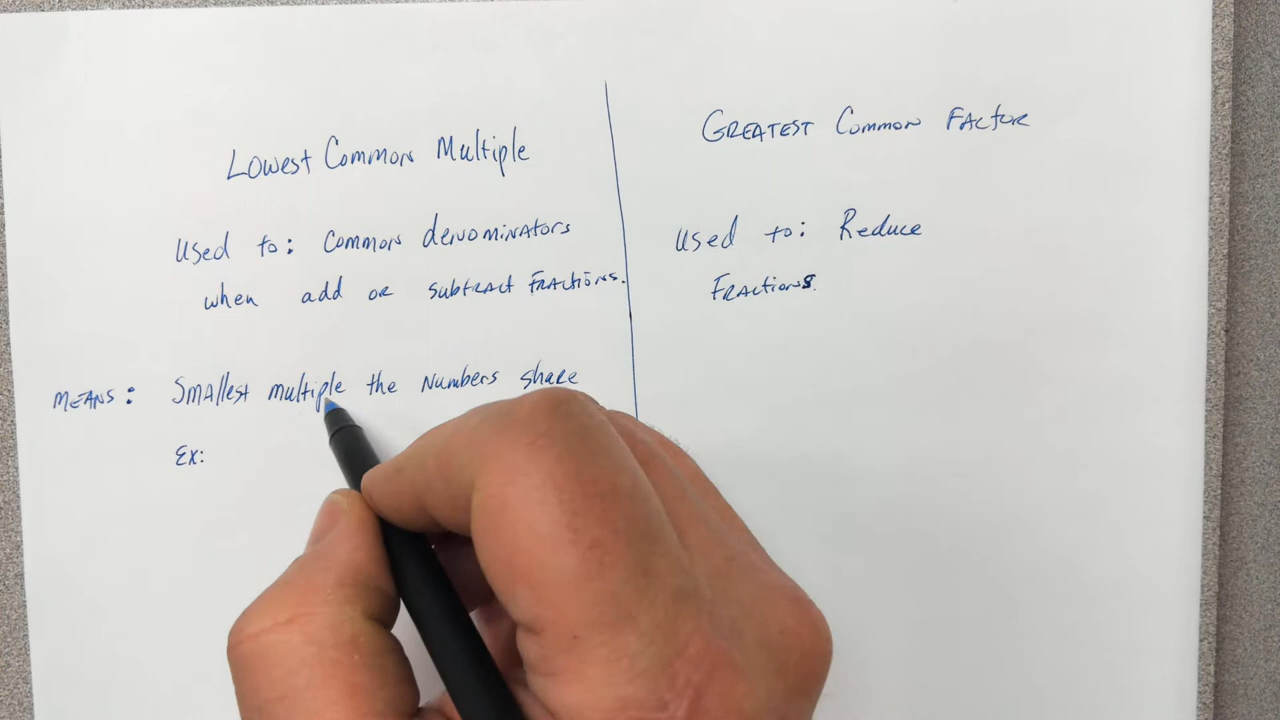 Lowest Common Multiple
Used to: Common denominators
when add or subtract Fractions.
MEANS: Smallest multiple the Numbers share
Ex:
GREATEST Common FACtor
Used to: Reduce
FRActions.